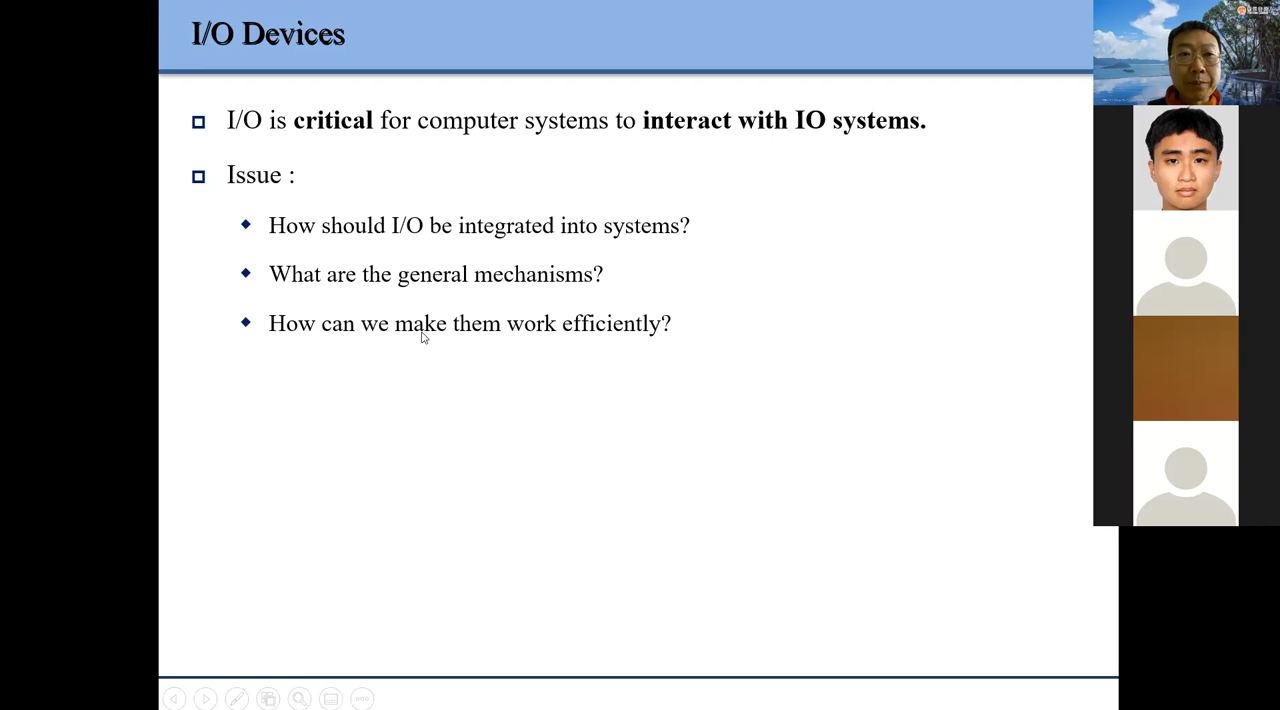 I/O Devices
I/O is critical for computer systems to interact with IO systems.
Issue :
How should I/O be integrated into systems?
What are the general mechanisms?
How can we make them work efficiently?